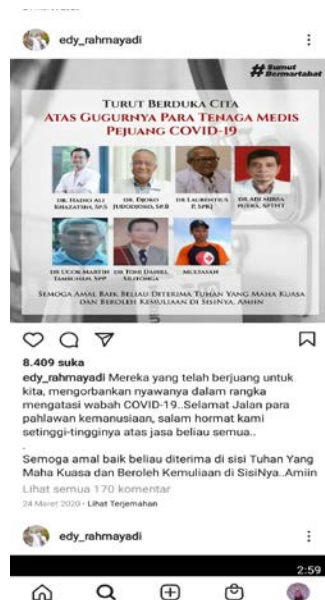 edy_rahmayadi
# Sumut
Bermartabat
TURUT BERDUKA CITA
ATAS GUGURNYA PARA TENAGA MEDIS
PEJUANG COVID-19
DR. HADIO ALI
KHAZATSIN, SP.S
DR. DJOKO
JUDODJOKO, SP.B
DR LAURENTIUS
P, SPKJ
DR ADI MIRSA
PUTRA, SPTHT
DR UCOK MARTIN
TAMBUNAN, SPP
DR TONI DANIEL
SILITONGA
MULTASAN
SEMOGA AMAL BAIK BELIAU DITERIMA TUHAN YANG MAHA KUASA
DAN BEROLEH KEMULIAAN DI SISINYA, AMIIN
8.409 suka
edy_rahmayadi Mereka yang telah berjuang untuk
kita, mengorbankan nyawanya dalam rangka
mengatasi wabah COVID-19..Selamat Jalan para
pahlawan kemanusiaan, salam hormat kami
setinggi-tingginya atas jasa beliau semua..
.
Semoga amal baik beliau diterima di sisi Tuhan Yang
Maha Kuasa dan Beroleh Kemuliaan di SisiNya..Amiin
Lihat semua 170 komentar
24 Maret 2020 • Lihat Terjemahan
edy_rahmayadi
2:59